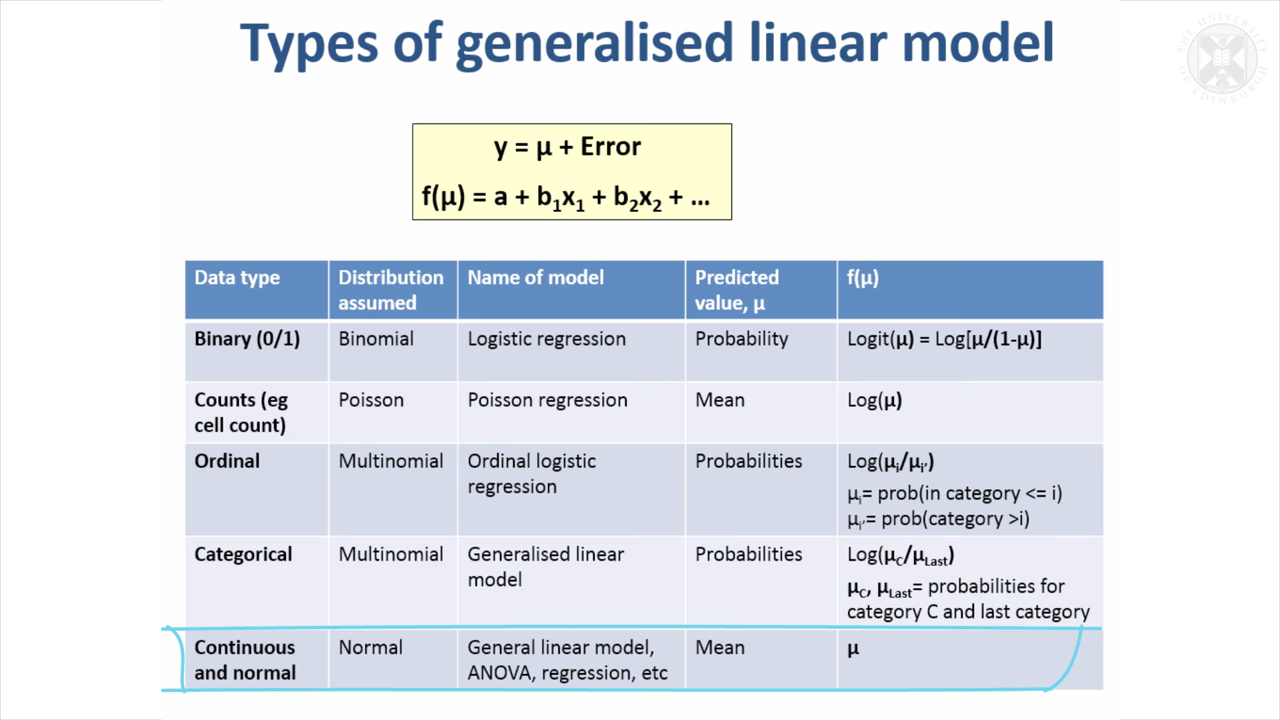 Types of generalised linear model
THE UNIVERSITY OF EDINBURGH
y = μ + Error
f(μ) = a + b₁x₁ + b₂x₂ + ...
Data type
Distribution assumed
Name of model
Predicted value, μ
f(μ)
Binary (0/1)
Binomial
Logistic regression
Probability
Logit(μ) = Log[μ/(1-μ)]
Counts (eg cell count)
Poisson
Poisson regression
Mean
Log(μ)
Ordinal
Multinomial
Ordinal logistic regression
Probabilities
Log(μᵢ/μᵢ′)
μᵢ= prob(in category <= i)
μᵢ′= prob(category >i)
Categorical
Multinomial
Generalised linear model
Probabilities
Log(μC/μLast)
μC, μLast= probabilities for category C and last category
Continuous and normal
Normal
General linear model, ANOVA, regression, etc
Mean
μ